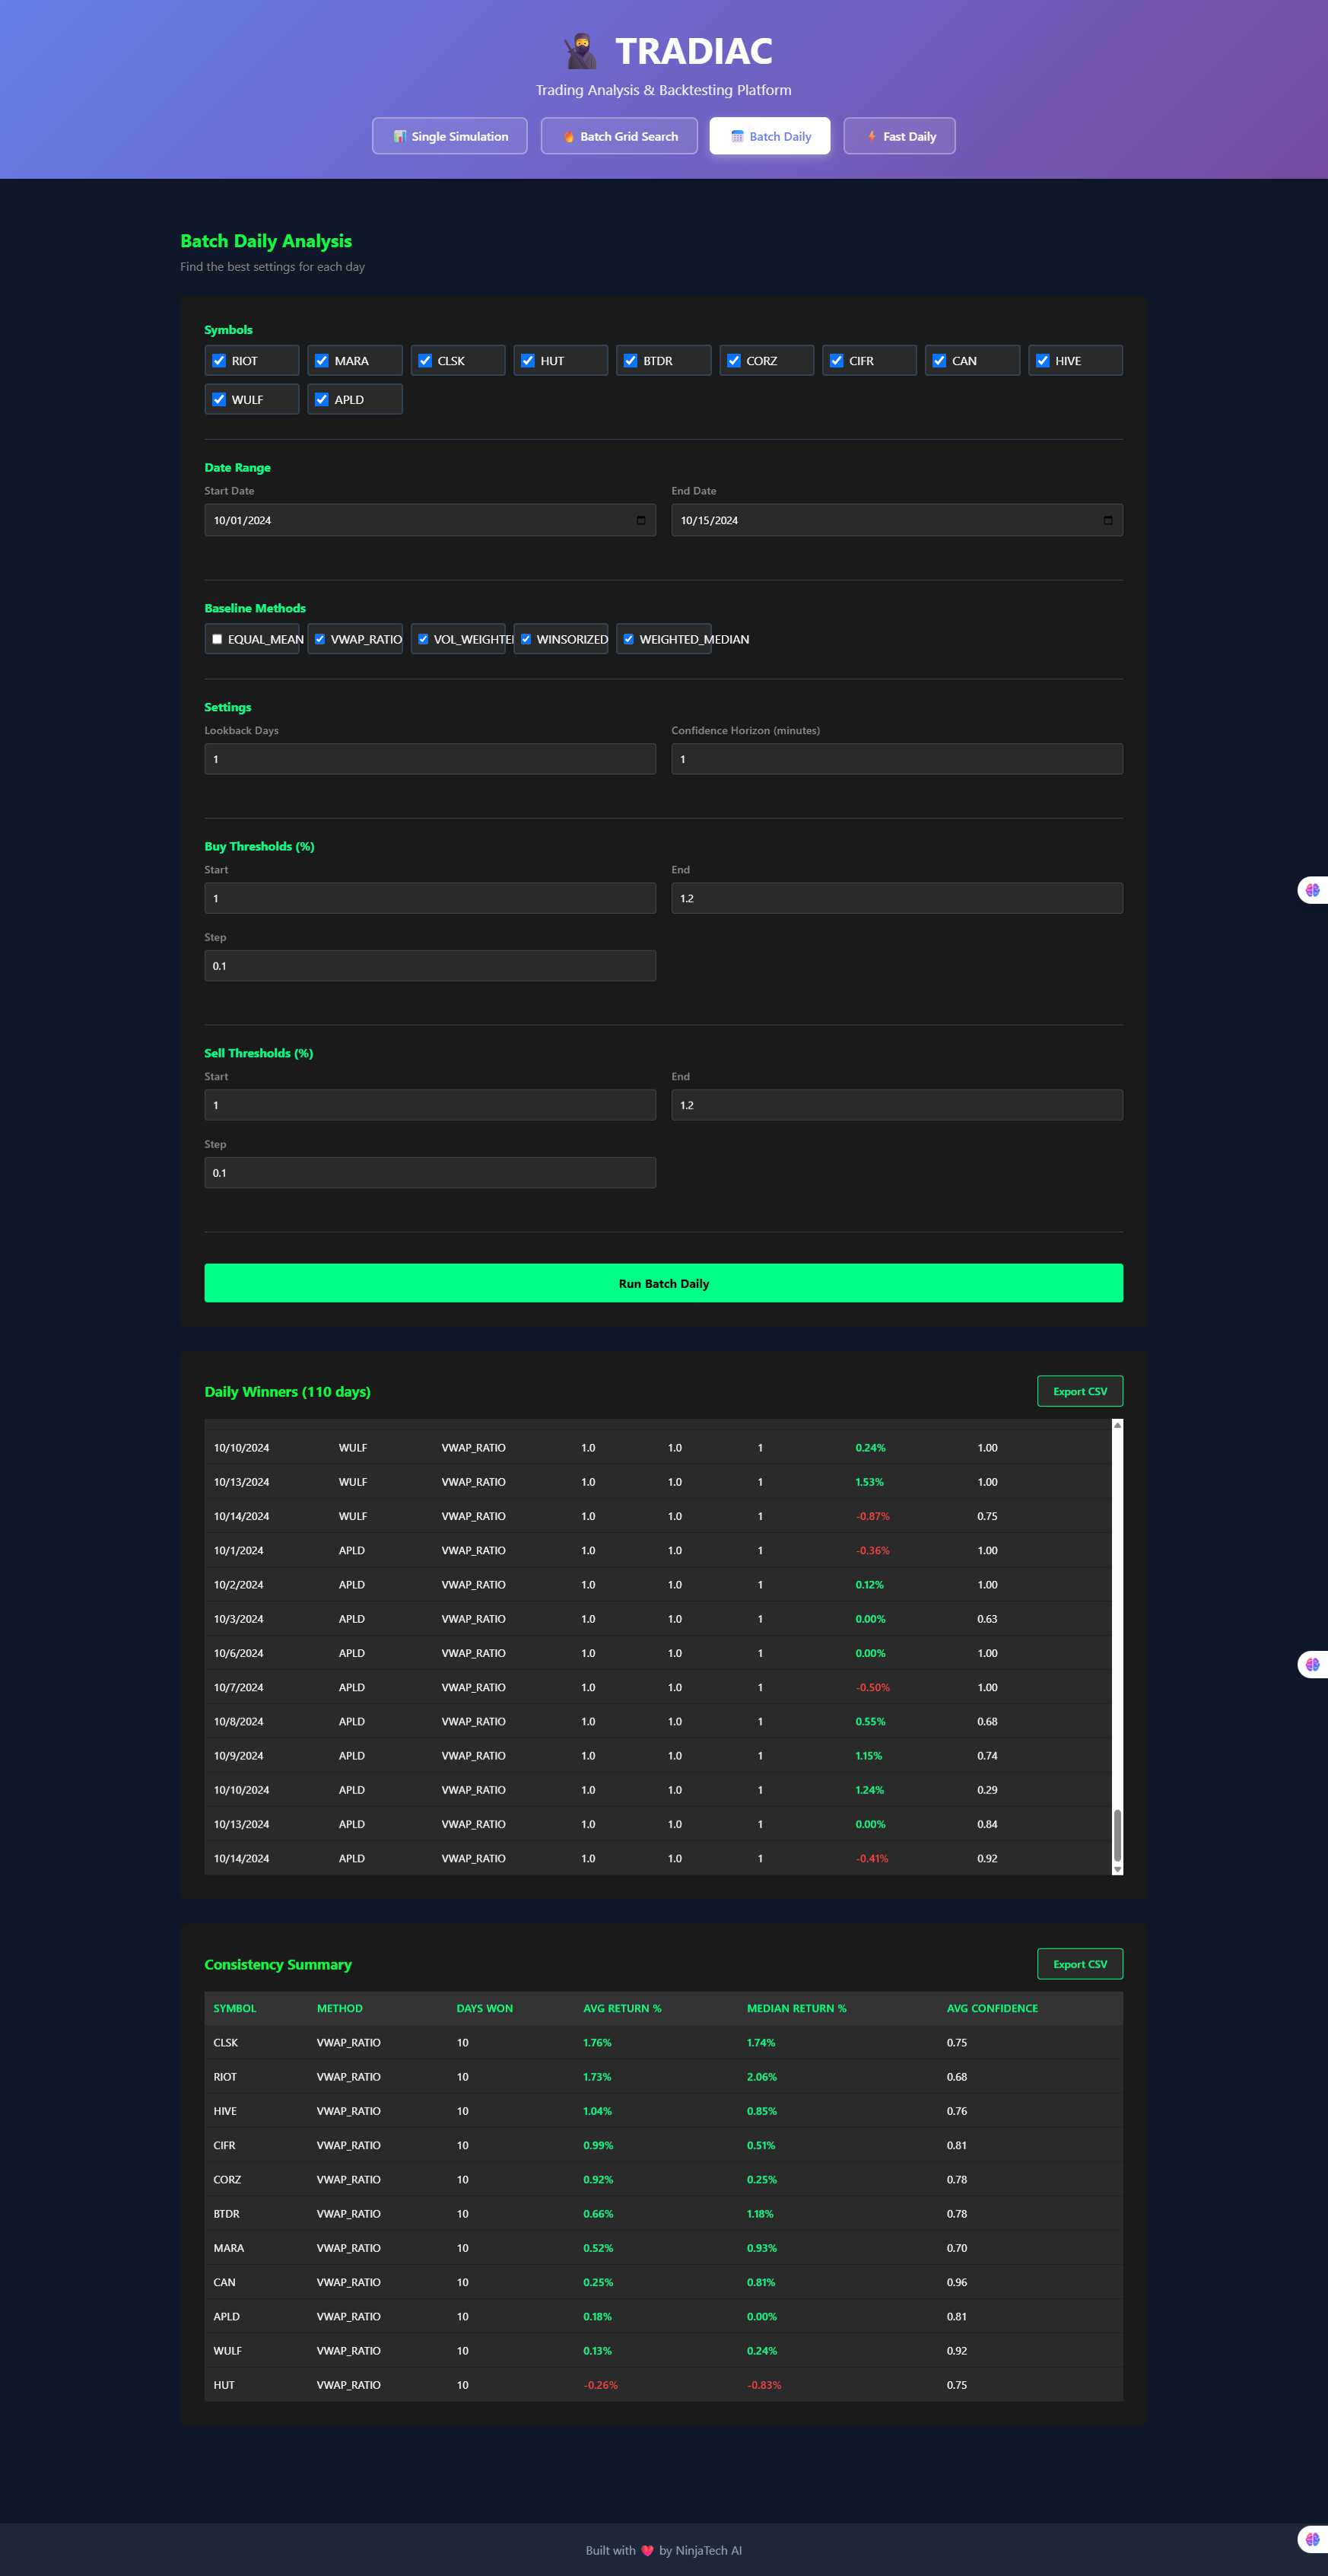 TRADIAC
Trading Analysis & Backtesting Platform
Single Simulation Batch Grid Search Batch Daily Fast Daily
Batch Daily Analysis
Find the best settings for each day
Symbols
RIOT MARA CLSK HUT BTDR CORZ CIFR CAN HIVE
WULF APLD
Date Range
Start Date End Date
10/01/2024 10/15/2024
Baseline Methods
EQUAL_MEAN VWAP_RATIO VOL_WEIGHTE WINSORIZED WEIGHTED_MEDIAN
Settings
Lookback Days Confidence Horizon (minutes)
1 1
Buy Thresholds (%)
Start End
1 1.2
Step
0.1
Sell Thresholds (%)
Start End
1 1.2
Step
0.1
Run Batch Daily
Daily Winners (110 days) Export CSV
10/10/2024 WULF VWAP_RATIO 1.0 1.0 1 0.24% 1.00
10/13/2024 WULF VWAP_RATIO 1.0 1.0 1 1.53% 1.00
10/14/2024 WULF VWAP_RATIO 1.0 1.0 1 -0.87% 0.75
10/1/2024 APLD VWAP_RATIO 1.0 1.0 1 -0.36% 1.00
10/2/2024 APLD VWAP_RATIO 1.0 1.0 1 0.12% 1.00
10/3/2024 APLD VWAP_RATIO 1.0 1.0 1 0.00% 0.63
10/6/2024 APLD VWAP_RATIO 1.0 1.0 1 0.00% 1.00
10/7/2024 APLD VWAP_RATIO 1.0 1.0 1 -0.50% 1.00
10/8/2024 APLD VWAP_RATIO 1.0 1.0 1 0.55% 0.68
10/9/2024 APLD VWAP_RATIO 1.0 1.0 1 1.15% 0.74
10/10/2024 APLD VWAP_RATIO 1.0 1.0 1 1.24% 0.29
10/13/2024 APLD VWAP_RATIO 1.0 1.0 1 0.00% 0.84
10/14/2024 APLD VWAP_RATIO 1.0 1.0 1 -0.41% 0.92
Consistency Summary Export CSV
SYMBOL METHOD DAYS WON AVG RETURN % MEDIAN RETURN % AVG CONFIDENCE
CLSK VWAP_RATIO 10 1.76% 1.74% 0.75
RIOT VWAP_RATIO 10 1.73% 2.06% 0.68
HIVE VWAP_RATIO 10 1.04% 0.85% 0.76
CIFR VWAP_RATIO 10 0.99% 0.51% 0.81
CORZ VWAP_RATIO 10 0.92% 0.25% 0.78
BTDR VWAP_RATIO 10 0.66% 1.18% 0.78
MARA VWAP_RATIO 10 0.52% 0.93% 0.70
CAN VWAP_RATIO 10 0.25% 0.81% 0.96
APLD VWAP_RATIO 10 0.18% 0.00% 0.81
WULF VWAP_RATIO 10 0.13% 0.24% 0.92
HUT VWAP_RATIO 10 -0.26% -0.83% 0.75
Built with ❤️ by NinjaTech AI